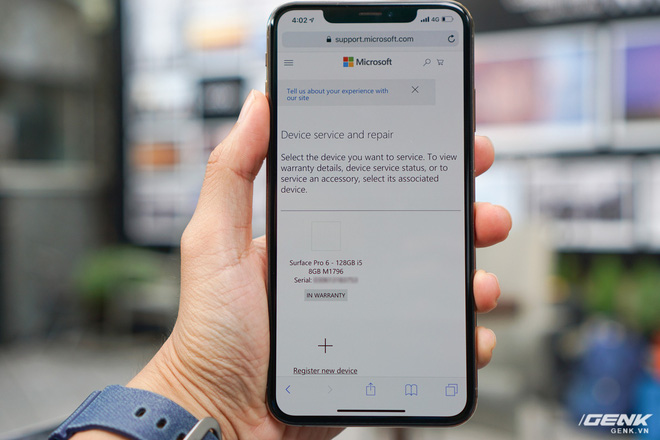 4:02
4G
support.microsoft.com
Microsoft
Tell us about your experience with
our site
Device service and repair
Select the device you want to service. To view
warranty details, device service status, or to
service an accessory, select its associated
device.
Surface Pro 6 - 128GB i5
8GB M1796
Serial:
IN WARRANTY
Register new device
GENK
GENK.VN